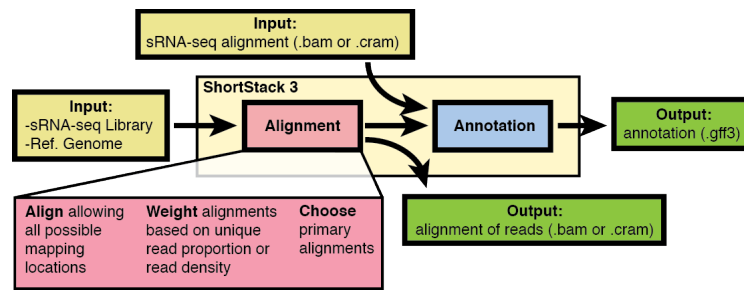 Input:
sRNA-seq alignment (.bam or .cram)
ShortStack 3
Input:
-sRNA-seq Library
-Ref. Genome
Alignment
Annotation
Output:
annotation (.gff3)
Align allowing
all possible
mapping
locations
Weight alignments
based on unique
read proportion or
read density
Choose
primary
alignments
Output:
alignment of reads (.bam or .cram)